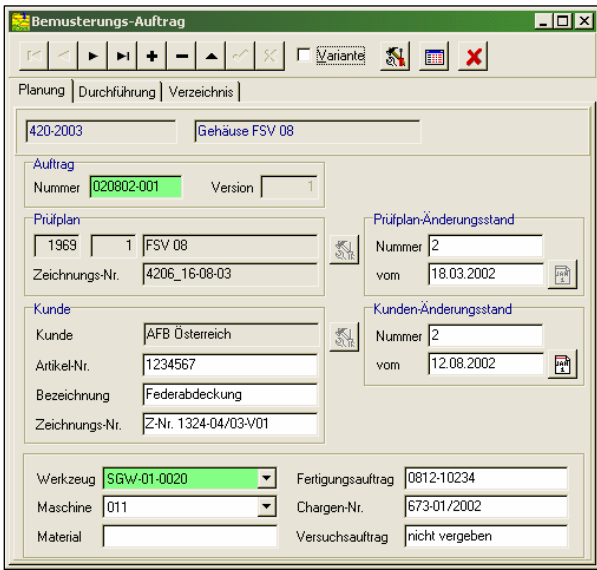 Bemusterungs-Auftrag
Variante
Planung Durchführung Verzeichnis
420-2003 Gehäuse FSV 08
Auftrag
Nummer 020802-001 Version 1
Prüfplan Prüfplan-Änderungsstand
1969 1 FSV 08 Nummer 2
Zeichnungs-Nr. 4206_16-08-03 vom 18.03.2002
Kunde Kunden-Änderungsstand
Kunde AFB Österreich Nummer 2
Artikel-Nr. 1234567 vom 12.08.2002
Bezeichnung Federabdeckung
Zeichnungs-Nr. Z-Nr. 1324-04/03-V01
Werkzeug SGW-01-0020 Fertigungsauftrag 0812-10234
Maschine 011 Chargen-Nr. 673-01/2002
Material Versuchsauftrag nicht vergeben